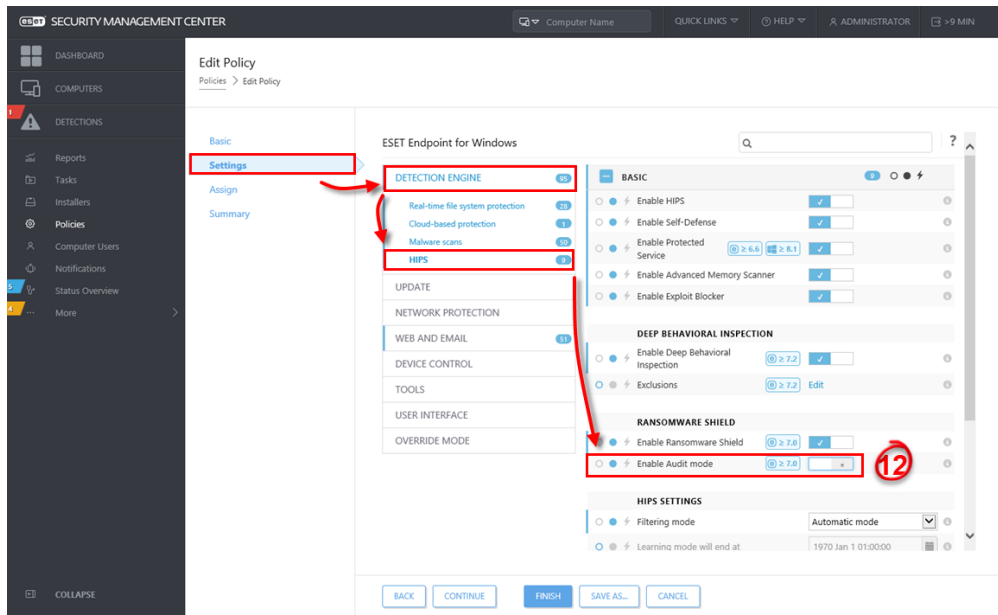 eset SECURITY MANAGEMENT CENTER
Computer Name
QUICK LINKS
HELP
ADMINISTRATOR
>9 MIN
DASHBOARD
COMPUTERS
1
DETECTIONS
Reports
Tasks
Installers
Policies
Computer Users
Notifications
5
Status Overview
4
More
COLLAPSE
Edit Policy
Policies > Edit Policy
Basic
Settings
Assign
Summary
ESET Endpoint for Windows
?
DETECTION ENGINE 95
Real-time file system protection 28
Cloud-based protection 1
Malware scans 50
HIPS 9
UPDATE
NETWORK PROTECTION
WEB AND EMAIL 51
DEVICE CONTROL
TOOLS
USER INTERFACE
OVERRIDE MODE
BASIC 9
Enable HIPS
Enable Self-Defense
Enable Protected
Service
≥ 6.6 ≥ 8.1
Enable Advanced Memory Scanner
Enable Exploit Blocker
DEEP BEHAVIORAL INSPECTION
Enable Deep Behavioral
Inspection
≥ 7.2
Exclusions ≥ 7.2 Edit
RANSOMWARE SHIELD
Enable Ransomware Shield ≥ 7.0
Enable Audit mode ≥ 7.0
12
HIPS SETTINGS
Filtering mode Automatic mode
Learning mode will end at 1970 Jan 1 01:00:00
BACK CONTINUE FINISH SAVE AS... CANCEL